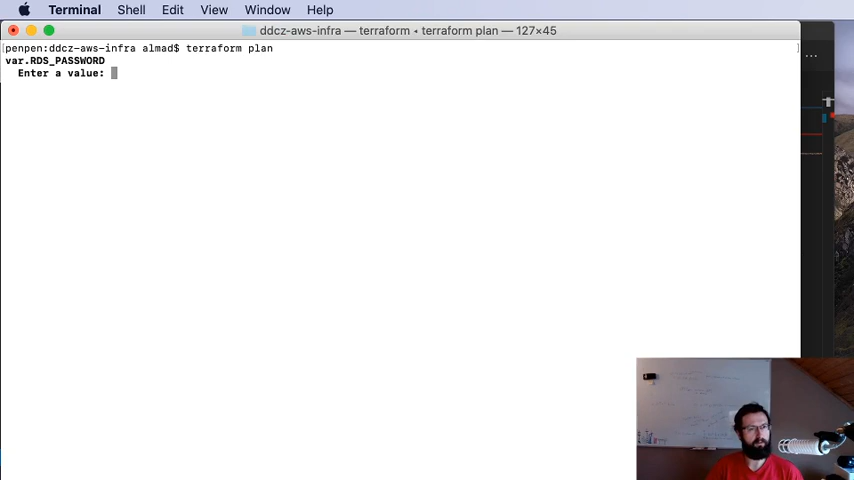 Terminal Shell Edit View Window Help
ddcz-aws-infra — terraform ◂ terraform plan — 127×45
[penpen:ddcz-aws-infra almad$ terraform plan ]
var.RDS_PASSWORD
Enter a value: